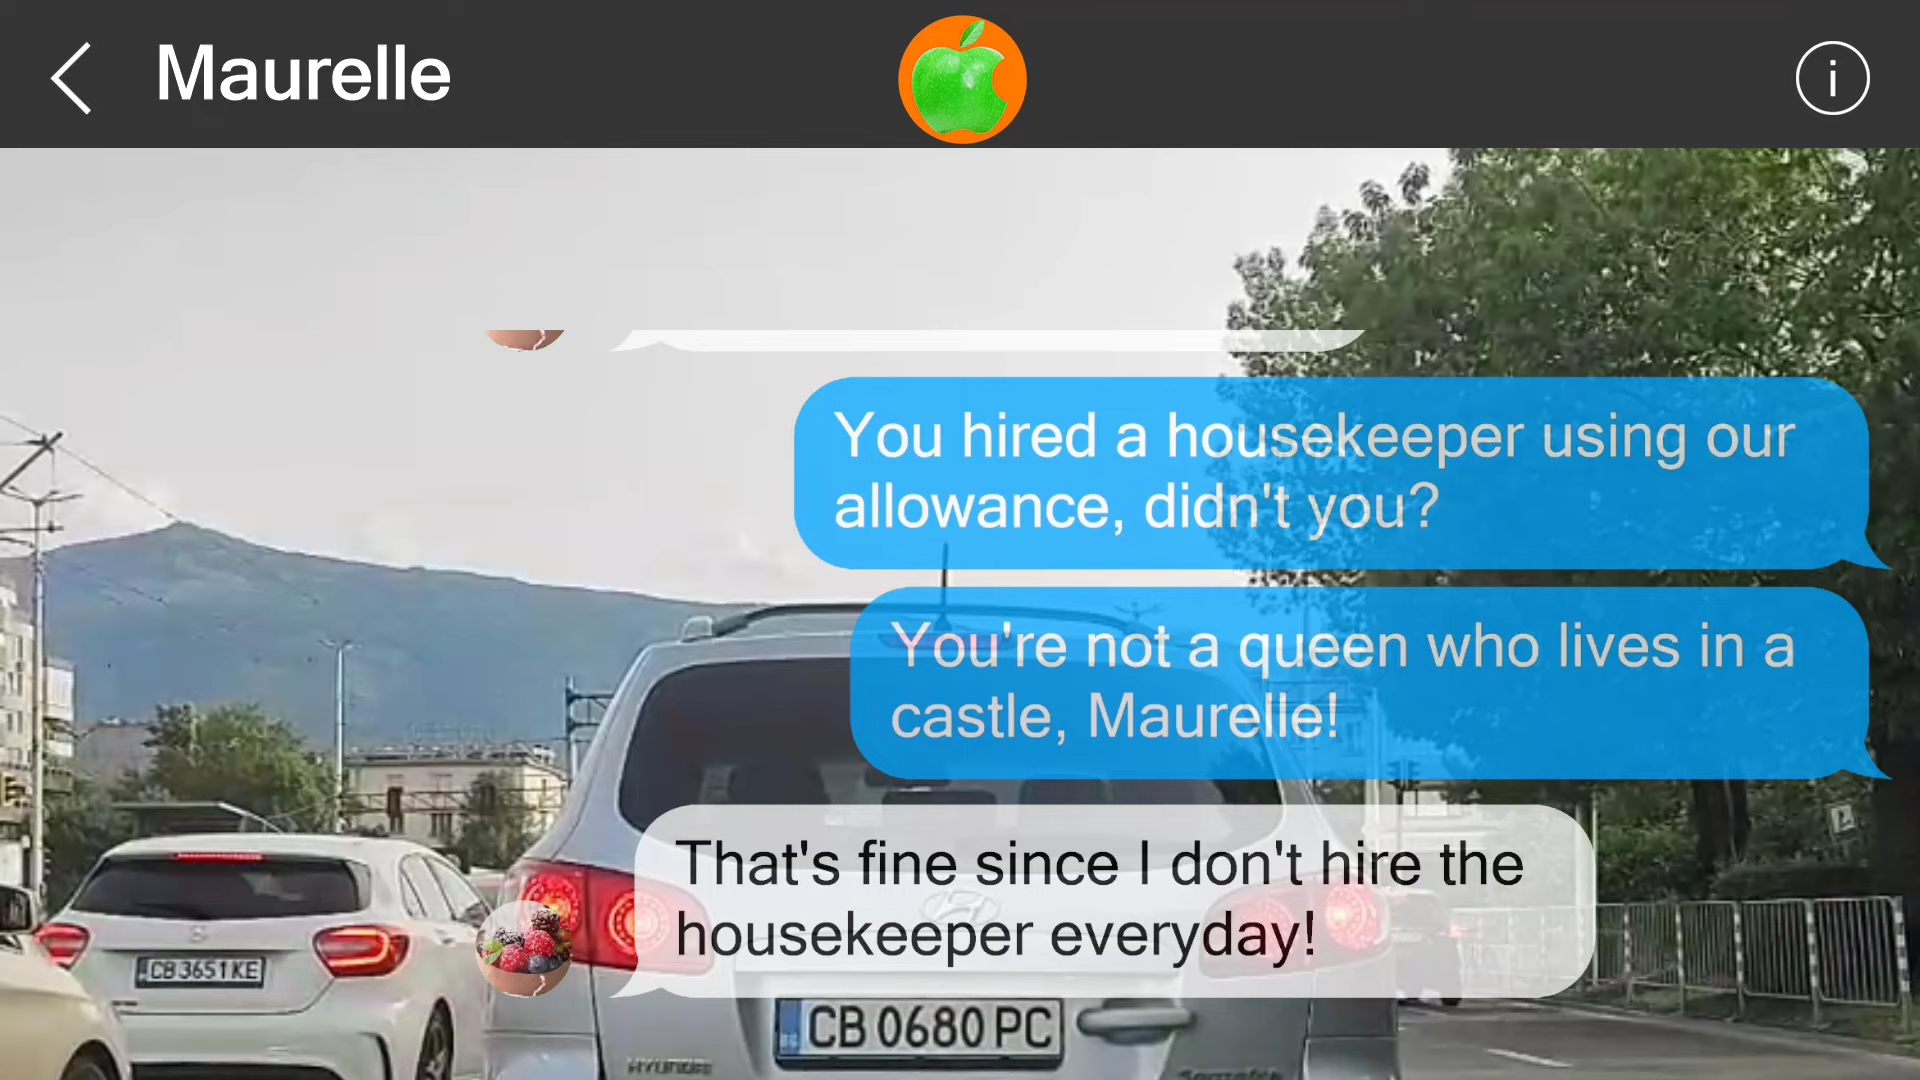 Maurelle
You hired a housekeeper using our
allowance, didn't you?
You're not a queen who lives in a
castle, Maurelle!
That's fine since I don't hire the
housekeeper everyday!
CB 3651 KE
CB 0680 PC
HYUNDAI